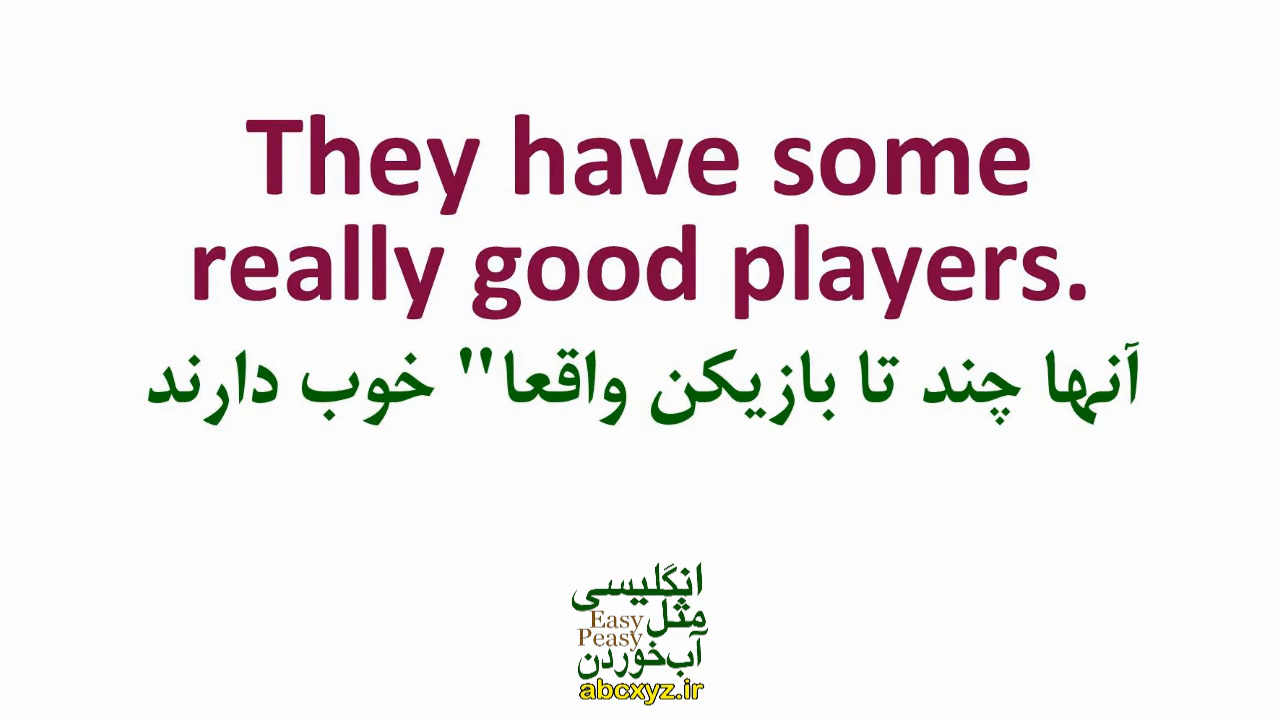 They have some
really good players.
آنها چند تا بازیکن واقعا" خوب دارند
انگلیسی
مثل
Easy
Peasy
آب‌خوردن
abcxyz.ir